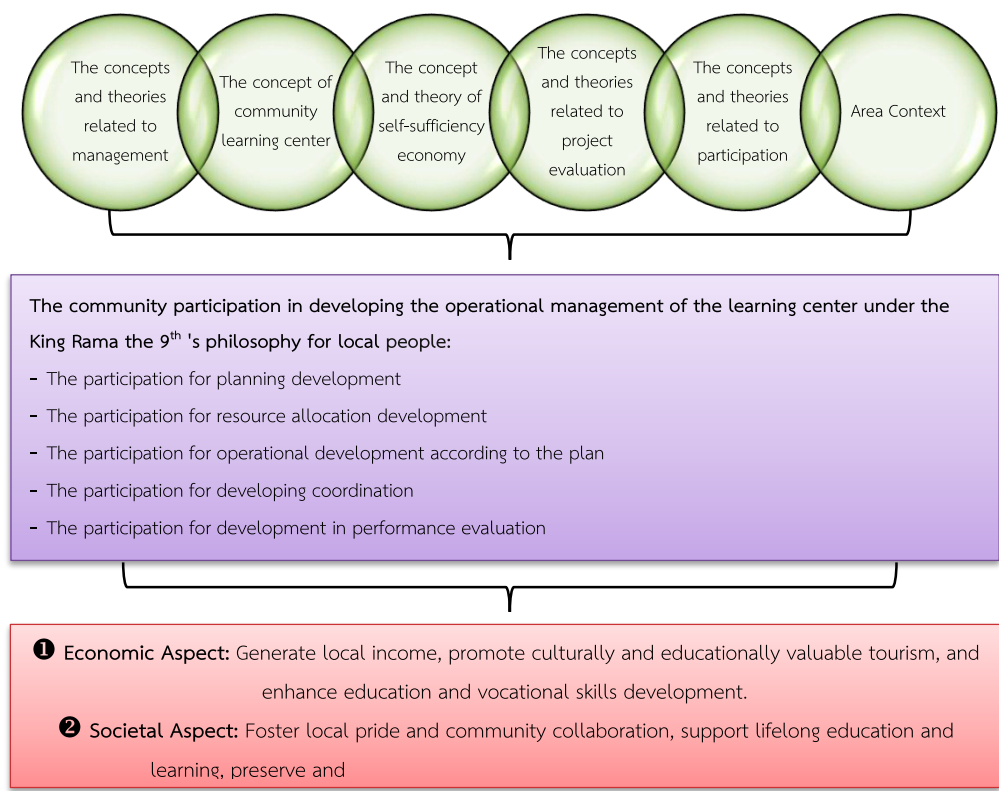 The concepts
and theories
related to
management
The concept of
community
learning center
The concept
and theory of
self-sufficiency
economy
The concepts
and theories
related to
project
evaluation
The concepts
and theories
related to
participation
Area Context
The community participation in developing the operational management of the learning center under the
King Rama the 9th 's philosophy for local people:
- The participation for planning development
- The participation for resource allocation development
- The participation for operational development according to the plan
- The participation for developing coordination
- The participation for development in performance evaluation
❶ Economic Aspect: Generate local income, promote culturally and educationally valuable tourism, and
enhance education and vocational skills development.
❷ Societal Aspect: Foster local pride and community collaboration, support lifelong education and
learning, preserve and